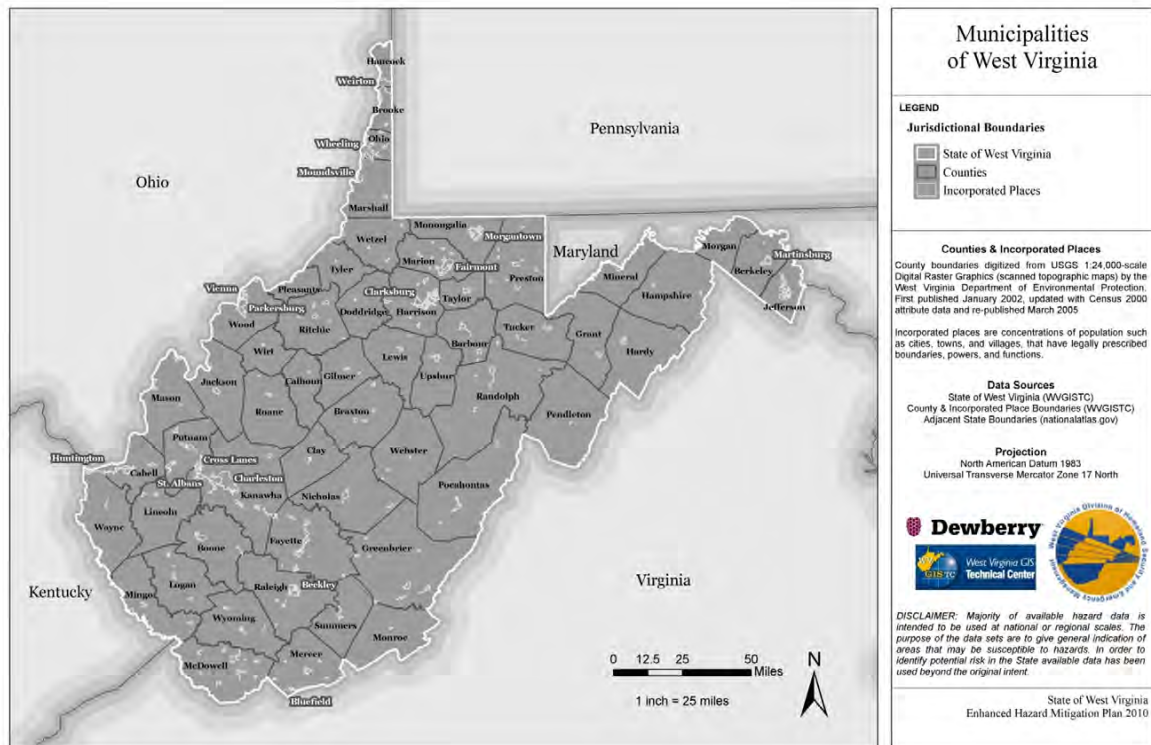 Municipalities
of West Virginia
LEGEND
Jurisdictional Boundaries
State of West Virginia
Counties
Incorporated Places
Counties & Incorporated Places
County boundaries digitized from USGS 1:24,000-scale
Digital Raster Graphics (scanned topographic maps) by the
West Virginia Department of Environmental Protection.
First published January 2002, updated with Census 2000
attribute data and re-published March 2005
Incorporated places are concentrations of population such
as cities, towns, and villages, that have legally prescribed
boundaries, powers, and functions.
Data Sources
State of West Virginia (WVGISTC)
County & Incorporated Place Boundaries (WVGISTC)
Adjacent State Boundaries (nationalatlas.gov)
Projection
North American Datum 1983
Universal Transverse Mercator Zone 17 North
Dewberry
GISTC
West Virginia GIS
Technical Center
West Virginia Division of Homeland Security and Emergency Management
DISCLAIMER: Majority of available hazard data is
intended to be used at national or regional scales. The
purpose of the data sets are to give general indication of
areas that may be susceptible to hazards. In order to
identify potential risk in the State available data has been
used beyond the original intent.
State of West Virginia
Enhanced Hazard Mitigation Plan 2010
Hancock
Weirton
Brooke
Pennsylvania
Ohio
Wheeling
Moundsville
Ohio
Marshall
Monongalia
Morgantown
Wetzel
Maryland
Morgan
Martinsburg
Marion
Fairmont
Preston
Berkeley
Mineral
Tyler
Vienna
Pleasants
Clarksburg
Taylor
Hampshire
Jefferson
Parkersburg
Doddridge
Harrison
Wood
Ritchie
Tucker
Grant
Barbour
Wirt
Lewis
Hardy
Jackson
Calhoun
Gilmer
Upshur
Mason
Roane
Braxton
Randolph
Pendleton
Putnam
Clay
Webster
Huntington
Cross Lanes
Cabell
St. Albans
Charleston
Kanawha
Nicholas
Pocahontas
Lincoln
Wayne
Boone
Fayette
Greenbrier
Kentucky
Logan
Raleigh
Beckley
Virginia
Mingo
Wyoming
Summers
Monroe
McDowell
Mercer
Bluefield
0 12.5 25 50
Miles
1 inch = 25 miles
N